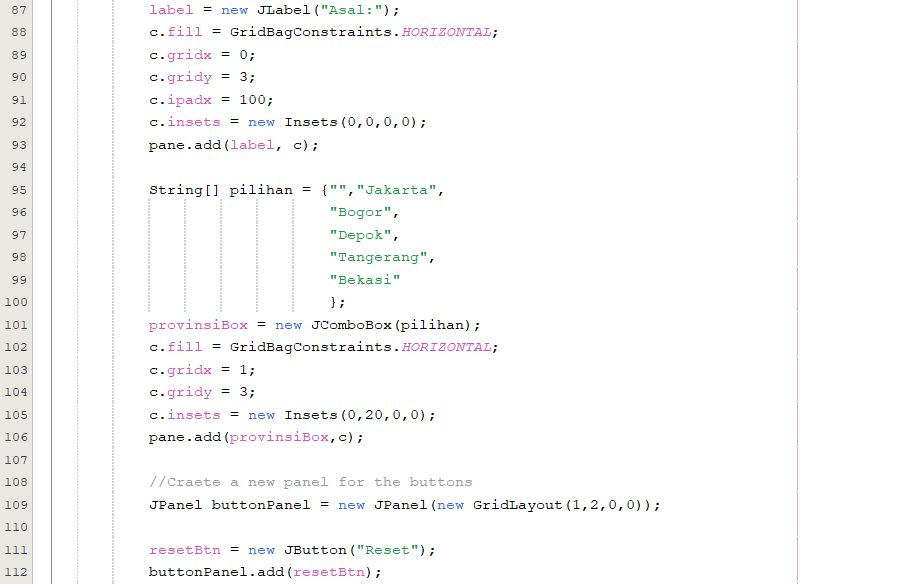 87 label = new JLabel("Asal:");
88 c.fill = GridBagConstraints.HORIZONTAL;
89 c.gridx = 0;
90 c.gridy = 3;
91 c.ipadx = 100;
92 c.insets = new Insets(0,0,0,0);
93 pane.add(label, c);
94
95 String[] pilihan = {"","Jakarta",
96 "Bogor",
97 "Depok",
98 "Tangerang",
99 "Bekasi"
100 };
101 provinsiBox = new JComboBox(pilihan);
102 c.fill = GridBagConstraints.HORIZONTAL;
103 c.gridx = 1;
104 c.gridy = 3;
105 c.insets = new Insets(0,20,0,0);
106 pane.add(provinsiBox,c);
107
108 //Craete a new panel for the buttons
109 JPanel buttonPanel = new JPanel(new GridLayout(1,2,0,0));
110
111 resetBtn = new JButton("Reset");
112 buttonPanel.add(resetBtn);